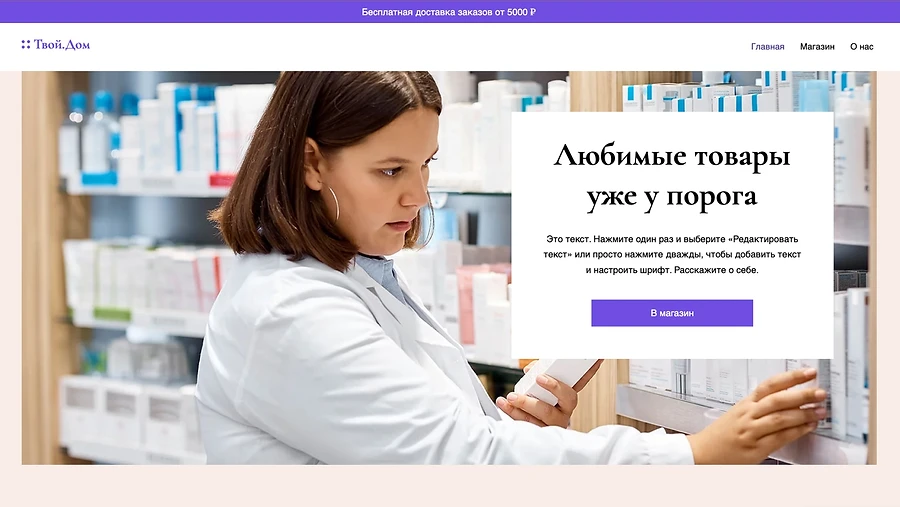 Бесплатная доставка заказов от 5000 ₽
Твой.Дом
Главная Магазин О нас
Любимые товары
уже у порога
Это текст. Нажмите один раз и выберите «Редактировать
текст» или просто нажмите дважды, чтобы добавить текст
и настроить шрифт. Расскажите о себе.
В магазин